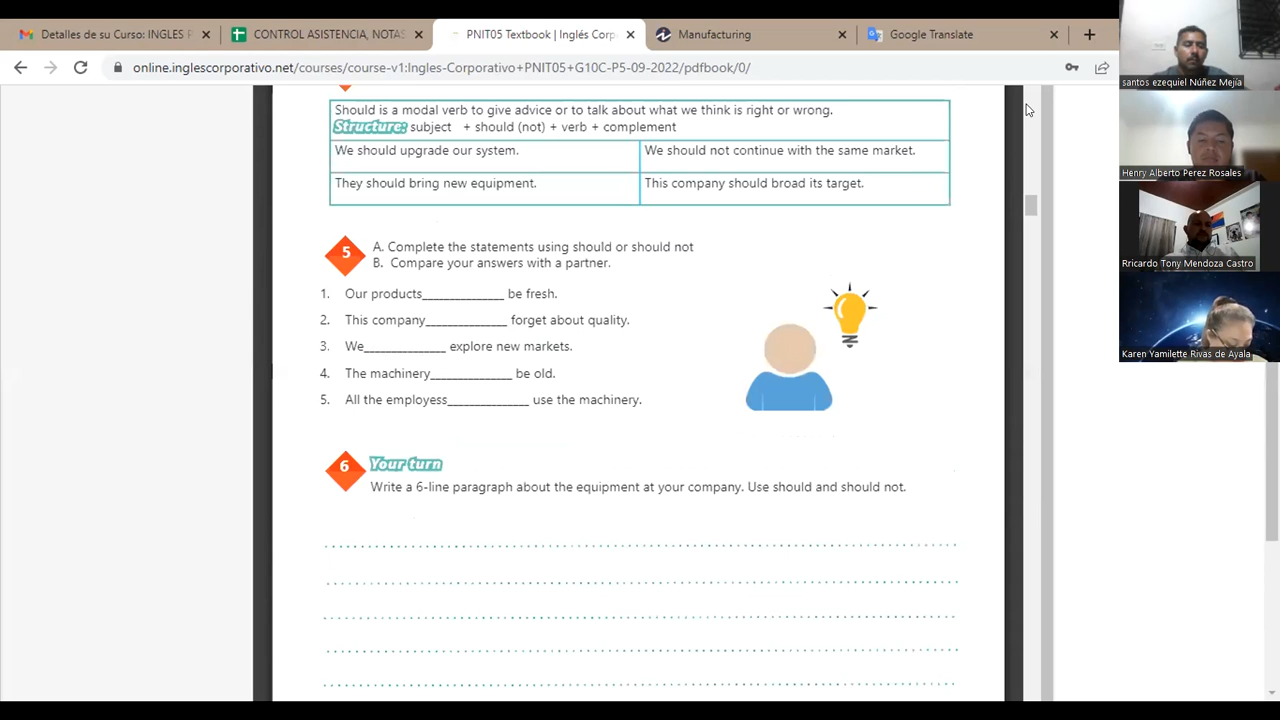 Detalles de su Curso: INGLES P
CONTROL ASISTENCIA, NOTAS
PNIT05 Textbook | Inglés Corp
Manufacturing
Google Translate
online.inglescorporativo.net/courses/course-v1:Ingles-Corporativo+PNIT05+G10C-P5-09-2022/pdfbook/0/
santos ezequiel Núñez Mejía
Henry Alberto Perez Rosales
Rricardo Tony Mendoza Castro
Karen Yamilette Rivas de Ayala
Should is a modal verb to give advice or to talk about what we think is right or wrong.
Structure: subject + should (not) + verb + complement
We should upgrade our system.
We should not continue with the same market.
They should bring new equipment.
This company should broad its target.
5
A. Complete the statements using should or should not
B. Compare your answers with a partner.
1. Our products______________ be fresh.
2. This company______________ forget about quality.
3. We______________ explore new markets.
4. The machinery______________ be old.
5. All the employess______________ use the machinery.
6
Your turn
Write a 6-line paragraph about the equipment at your company. Use should and should not.